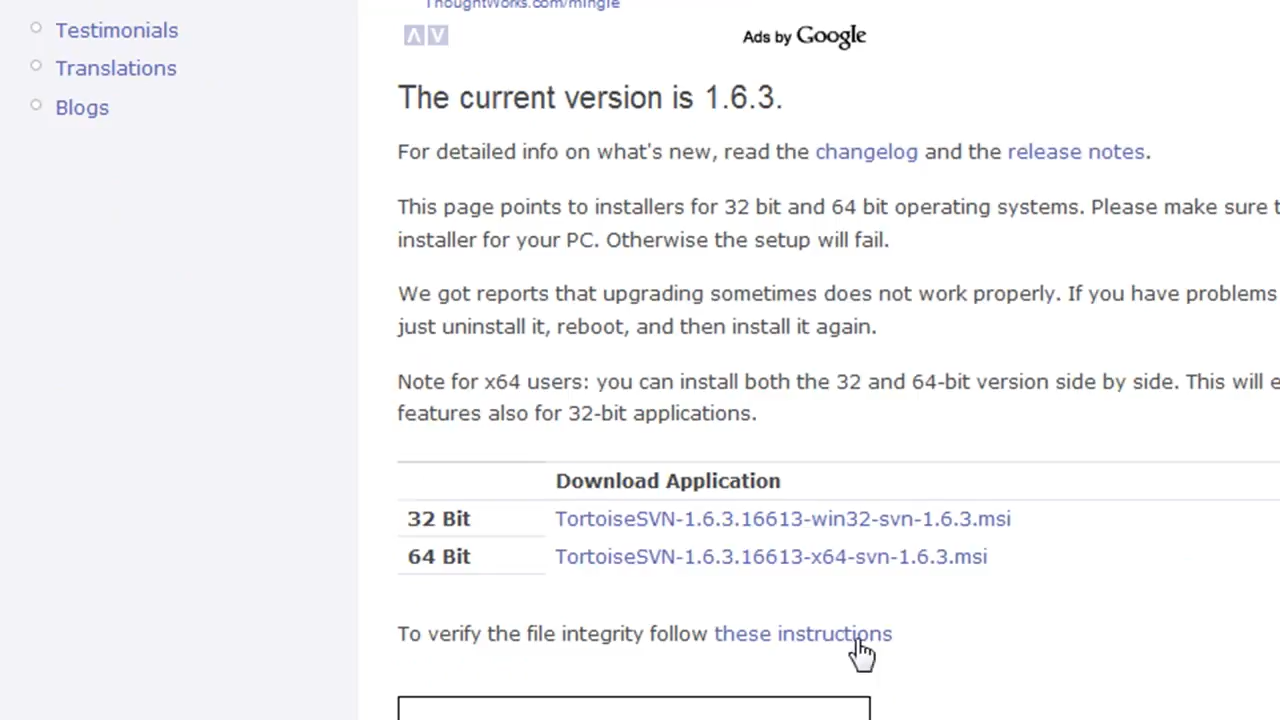 Testimonials
Translations
Blogs
ThoughtWorks.com/mingle
Ads by Google
The current version is 1.6.3.
For detailed info on what's new, read the changelog and the release notes.
This page points to installers for 32 bit and 64 bit operating systems. Please make sure t
installer for your PC. Otherwise the setup will fail.
We got reports that upgrading sometimes does not work properly. If you have problems
just uninstall it, reboot, and then install it again.
Note for x64 users: you can install both the 32 and 64-bit version side by side. This will e
features also for 32-bit applications.
Download Application
32 Bit TortoiseSVN-1.6.3.16613-win32-svn-1.6.3.msi
64 Bit TortoiseSVN-1.6.3.16613-x64-svn-1.6.3.msi
To verify the file integrity follow these instructions